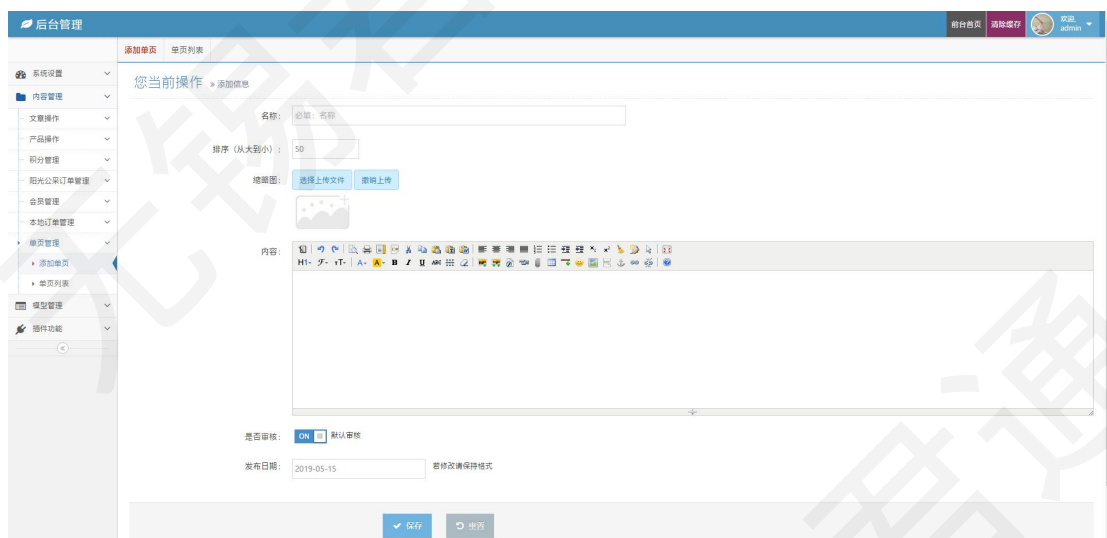 后台管理
前台首页 清除缓存 欢迎, admin
添加单页 单页列表
系统设置
您当前操作 » 添加信息
内容管理
文章操作
产品操作
积分管理
阳光公采订单管理
会员管理
本地订单管理
单页管理
添加单页
单页列表
模型管理
插件功能
名称: 必填：名称
排序（从大到小）: 50
缩略图: 选择上传文件 撤销上传
内容:
是否审核: ON 默认审核
发布日期: 2019-05-15 若修改请保持格式
保存 重置
无锡君
君通